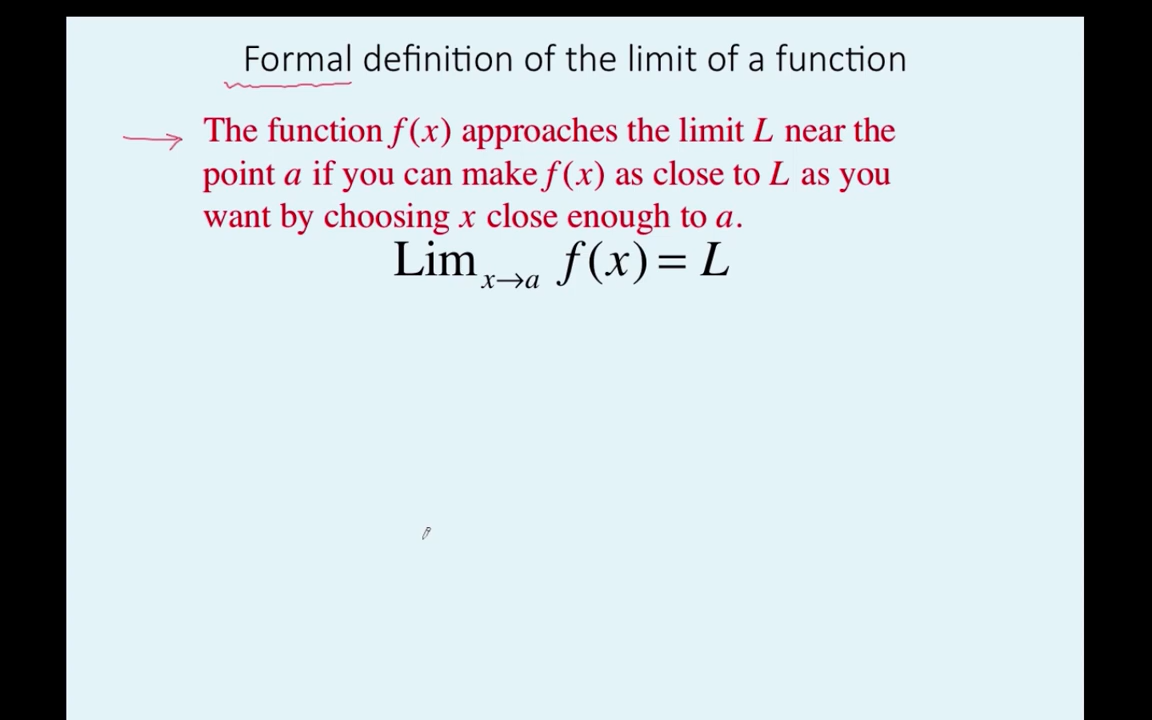 Formal definition of the limit of a function
The function f(x) approaches the limit L near the
point a if you can make f(x) as close to L as you
want by choosing x close enough to a.
Lim x→a f(x) = L